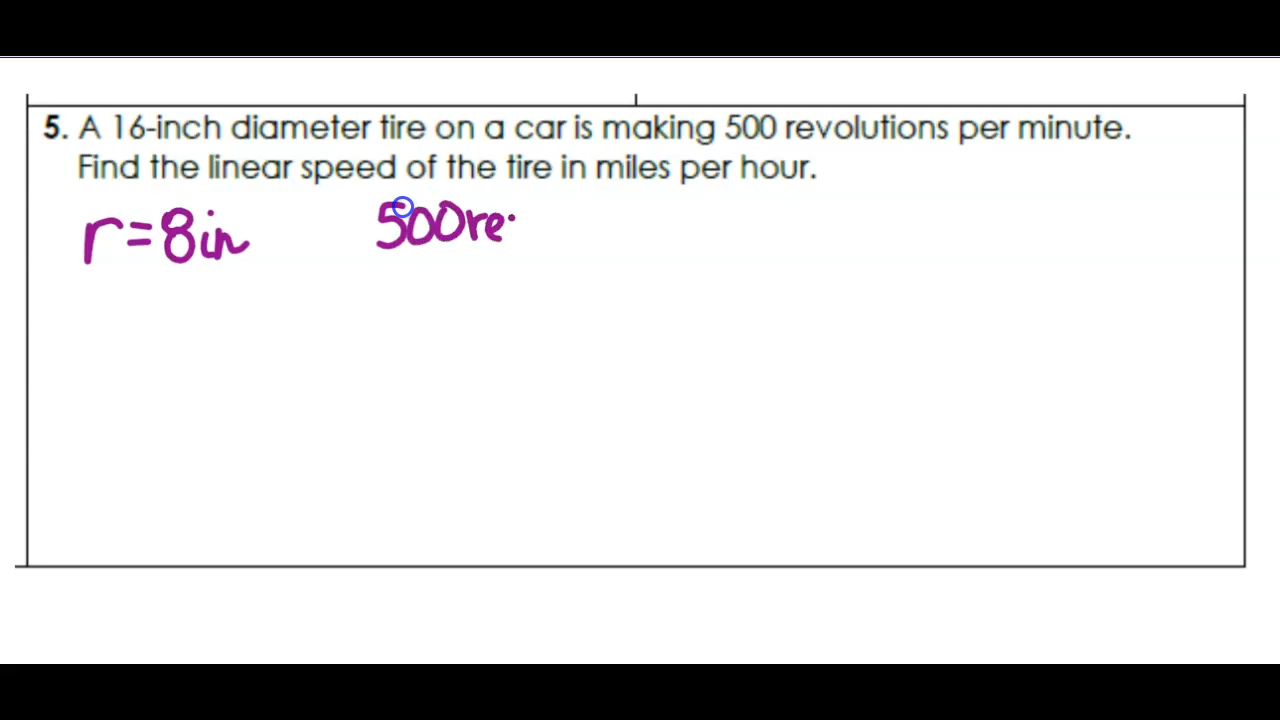 5. A 16-inch diameter tire on a car is making 500 revolutions per minute.
Find the linear speed of the tire in miles per hour.
r=8in 500re